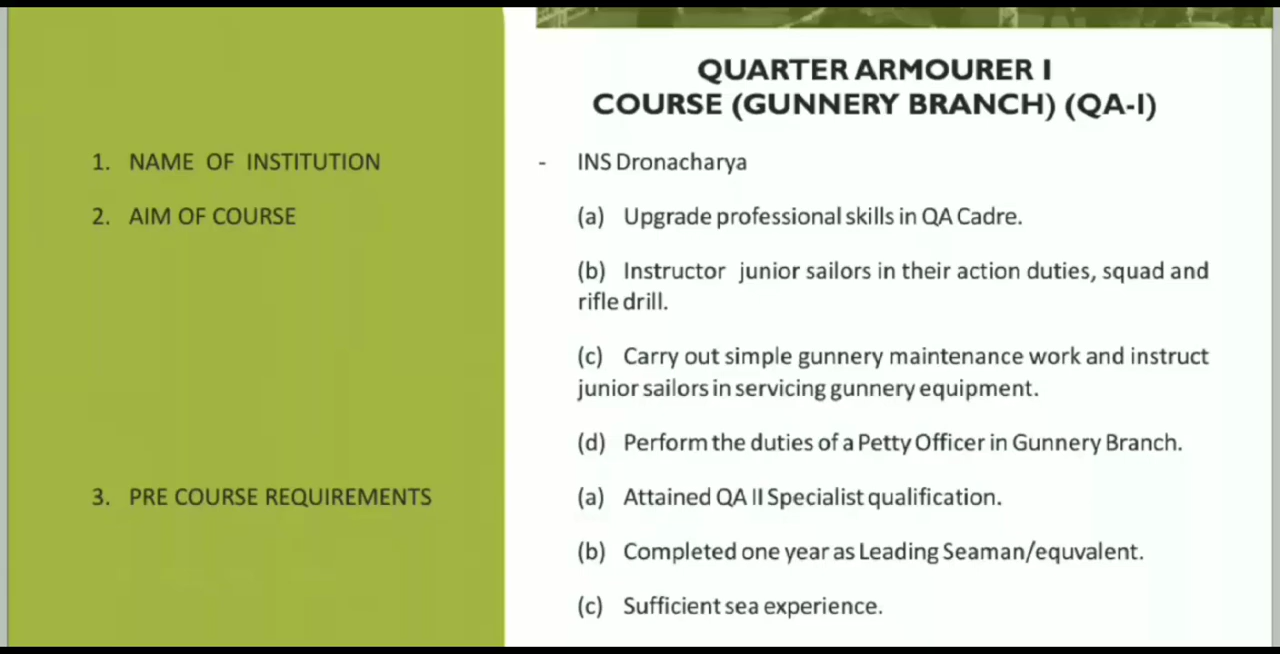 QUARTER ARMOURER I
COURSE (GUNNERY BRANCH) (QA-I)
1. NAME OF INSTITUTION - INS Dronacharya
2. AIM OF COURSE (a) Upgrade professional skills in QA Cadre.
(b) Instructor junior sailors in their action duties, squad and
rifle drill.
(c) Carry out simple gunnery maintenance work and instruct
junior sailors in servicing gunnery equipment.
(d) Perform the duties of a Petty Officer in Gunnery Branch.
3. PRE COURSE REQUIREMENTS (a) Attained QA II Specialist qualification.
(b) Completed one year as Leading Seaman/equvalent.
(c) Sufficient sea experience.